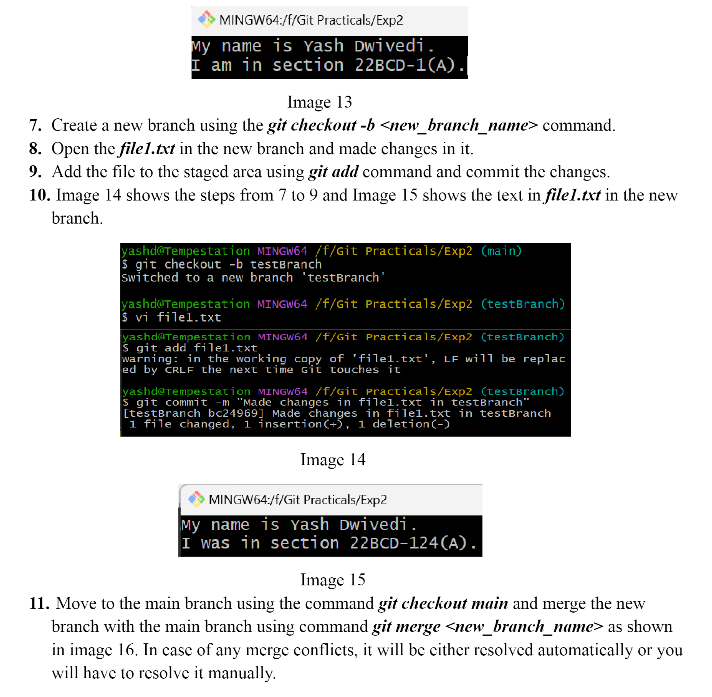 MINGW64:/f/Git Practicals/Exp2
My name is Yash Dwivedi.
I am in section 22BCD-1(A).
Image 13
7. Create a new branch using the git checkout -b <new_branch_name> command.
8. Open the file1.txt in the new branch and made changes in it.
9. Add the file to the staged area using git add command and commit the changes.
10. Image 14 shows the steps from 7 to 9 and Image 15 shows the text in file1.txt in the new
branch.
yashd@Tempestation MINGW64 /f/Git Practicals/Exp2 (main)
$ git checkout -b testBranch
Switched to a new branch 'testBranch'
yashd@Tempestation MINGW64 /f/Git Practicals/Exp2 (testBranch)
$ vi file1.txt
yashd@Tempestation MINGW64 /f/Git Practicals/Exp2 (testBranch)
$ git add file1.txt
warning: in the working copy of 'file1.txt', LF will be replac
ed by CRLF the next time Git touches it
yashd@Tempestation MINGW64 /f/Git Practicals/Exp2 (testBranch)
$ git commit -m "Made changes in file1.txt in testBranch"
[testBranch bc24969] Made changes in file1.txt in testBranch
1 file changed, 1 insertion(+), 1 deletion(-)
Image 14
MINGW64:/f/Git Practicals/Exp2
My name is Yash Dwivedi.
I was in section 22BCD-124(A).
Image 15
11. Move to the main branch using the command git checkout main and merge the new
branch with the main branch using command git merge <new_branch_name> as shown
in image 16. In case of any merge conflicts, it will be either resolved automatically or you
will have to resolve it manually.